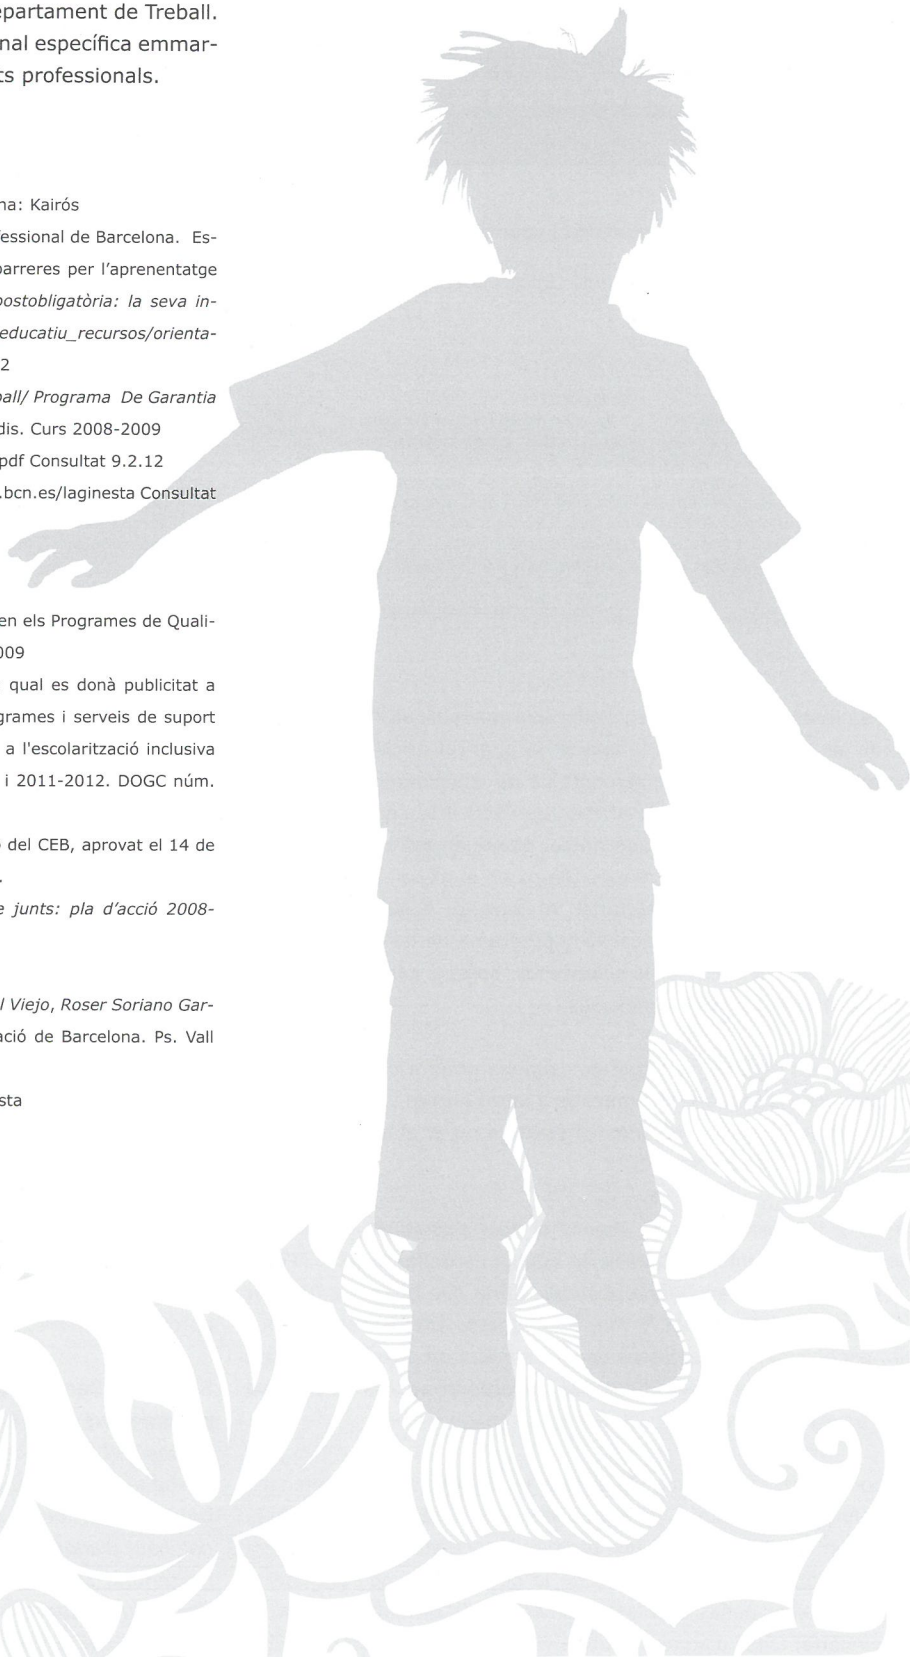 epartament de Treball.
nal específica emmar-
ts professionals.
na: Kairós
fessional de Barcelona. Es-
barreres per l'aprenentatge
postobligatòria: la seva in-
educatiu_recursos/orienta-
2
ball/ Programa De Garantia
dis. Curs 2008-2009
pdf Consultat 9.2.12
.bcn.es/laginesta Consultat
en els Programes de Quali-
009
qual es donà publicitat a
grames i serveis de suport
a l'escolarització inclusiva
i 2011-2012. DOGC núm.
del CEB, aprovat el 14 de
.
e junts: pla d'acció 2008-
l Viejo, Roser Soriano Gar-
ació de Barcelona. Ps. Vall
sta